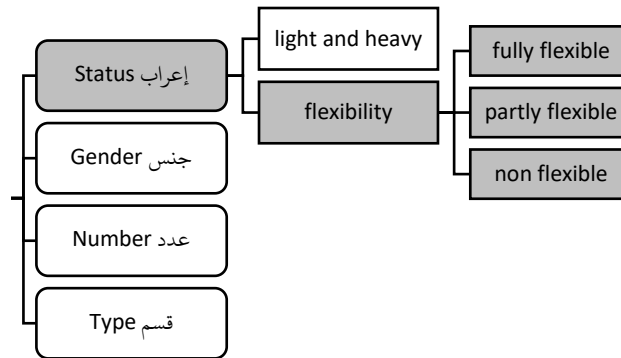 Status إعراب
light and heavy
flexibility
fully flexible
partly flexible
non flexible
Gender جنس
Number عدد
Type قسم